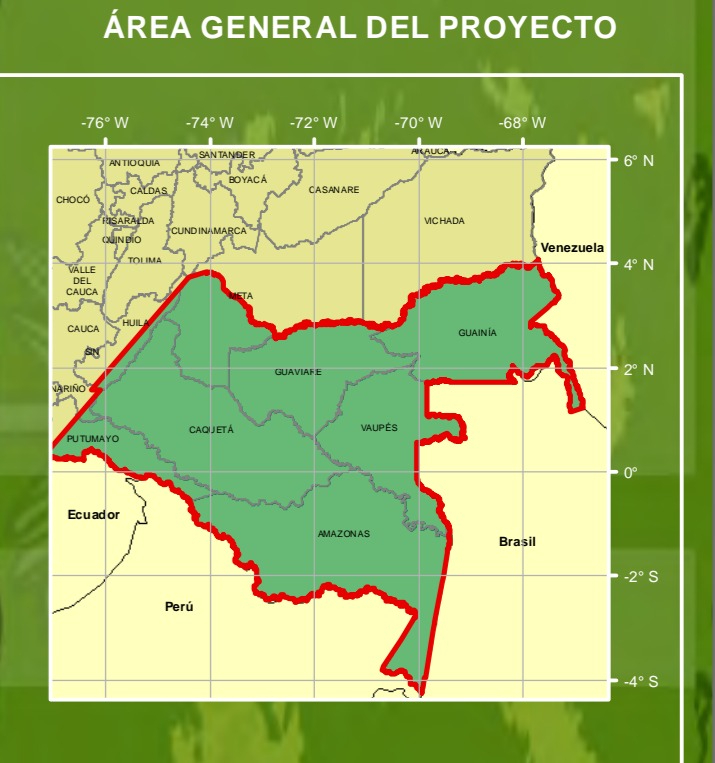 ÁREA GENERAL DEL PROYECTO
-76° W
-74° W
-72° W
-70° W
-68° W
6° N
4° N
2° N
0°
-2° S
-4° S
ANTIOQUIA
SANTANDER
ARAUCA
BOYACÁ
CALDAS
CASANARE
CHOCÓ
RISARALDA
VICHADA
CUNDINAMARCA
QUINDIO
Venezuela
TOLIMA
VALLE
DEL
CAUCA
META
HUILA
CAUCA
GUAINÍA
SIN
GUAVIARE
NARIÑO
CAQUETÁ
VAUPÉS
PUTUMAYO
Ecuador
AMAZONAS
Brasil
Perú